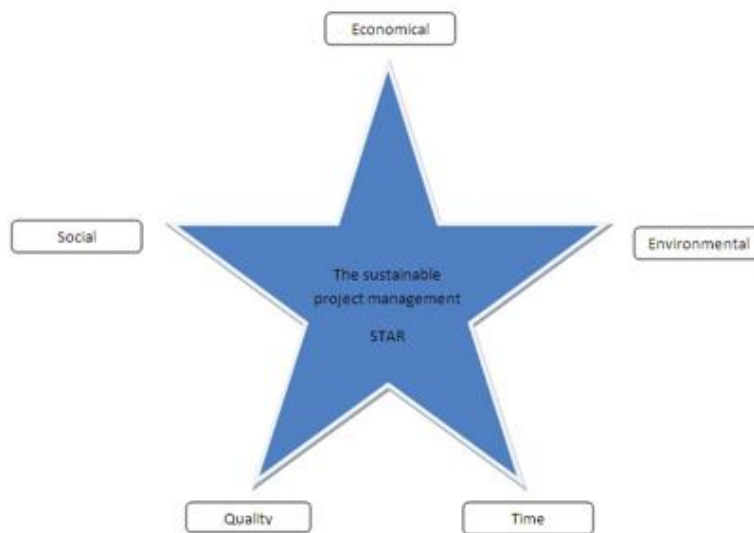 Economical
Social
Environmental
The sustainable
project management
STAR
Quality
Time